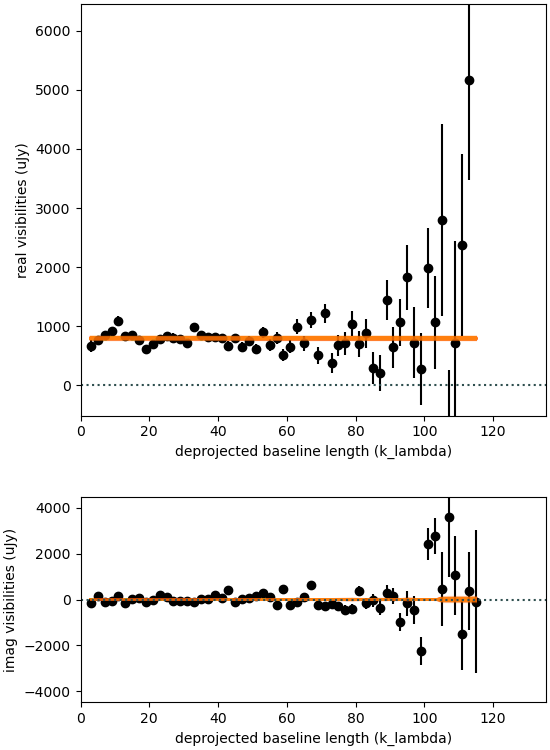 6000
5000
4000
3000
2000
1000
0
real visibilities (uJy)
0 20 40 60 80 100 120
deprojected baseline length (k_lambda)
4000
2000
0
−2000
−4000
imag visibilities (uJy)
0 20 40 60 80 100 120
deprojected baseline length (k_lambda)